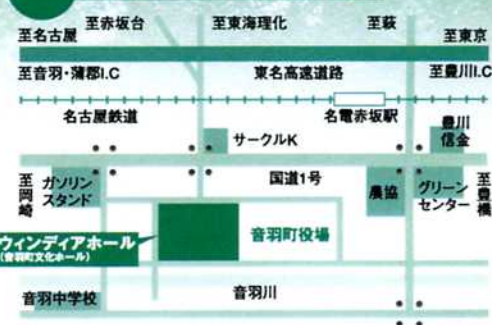 至名古屋
至赤坂台
至東海理化
至萩
至東京
至音羽・蒲郡I.C
東名高速道路
至豊川I.C
名古屋鉄道
名電赤坂駅
サークルK
豊川
信金
至岡崎
ガソリン
スタンド
国道1号
農協
グリーン
センター
至豊橋
ウィンディアホール
(音羽町文化ホール)
音羽町役場
音羽中学校
音羽川